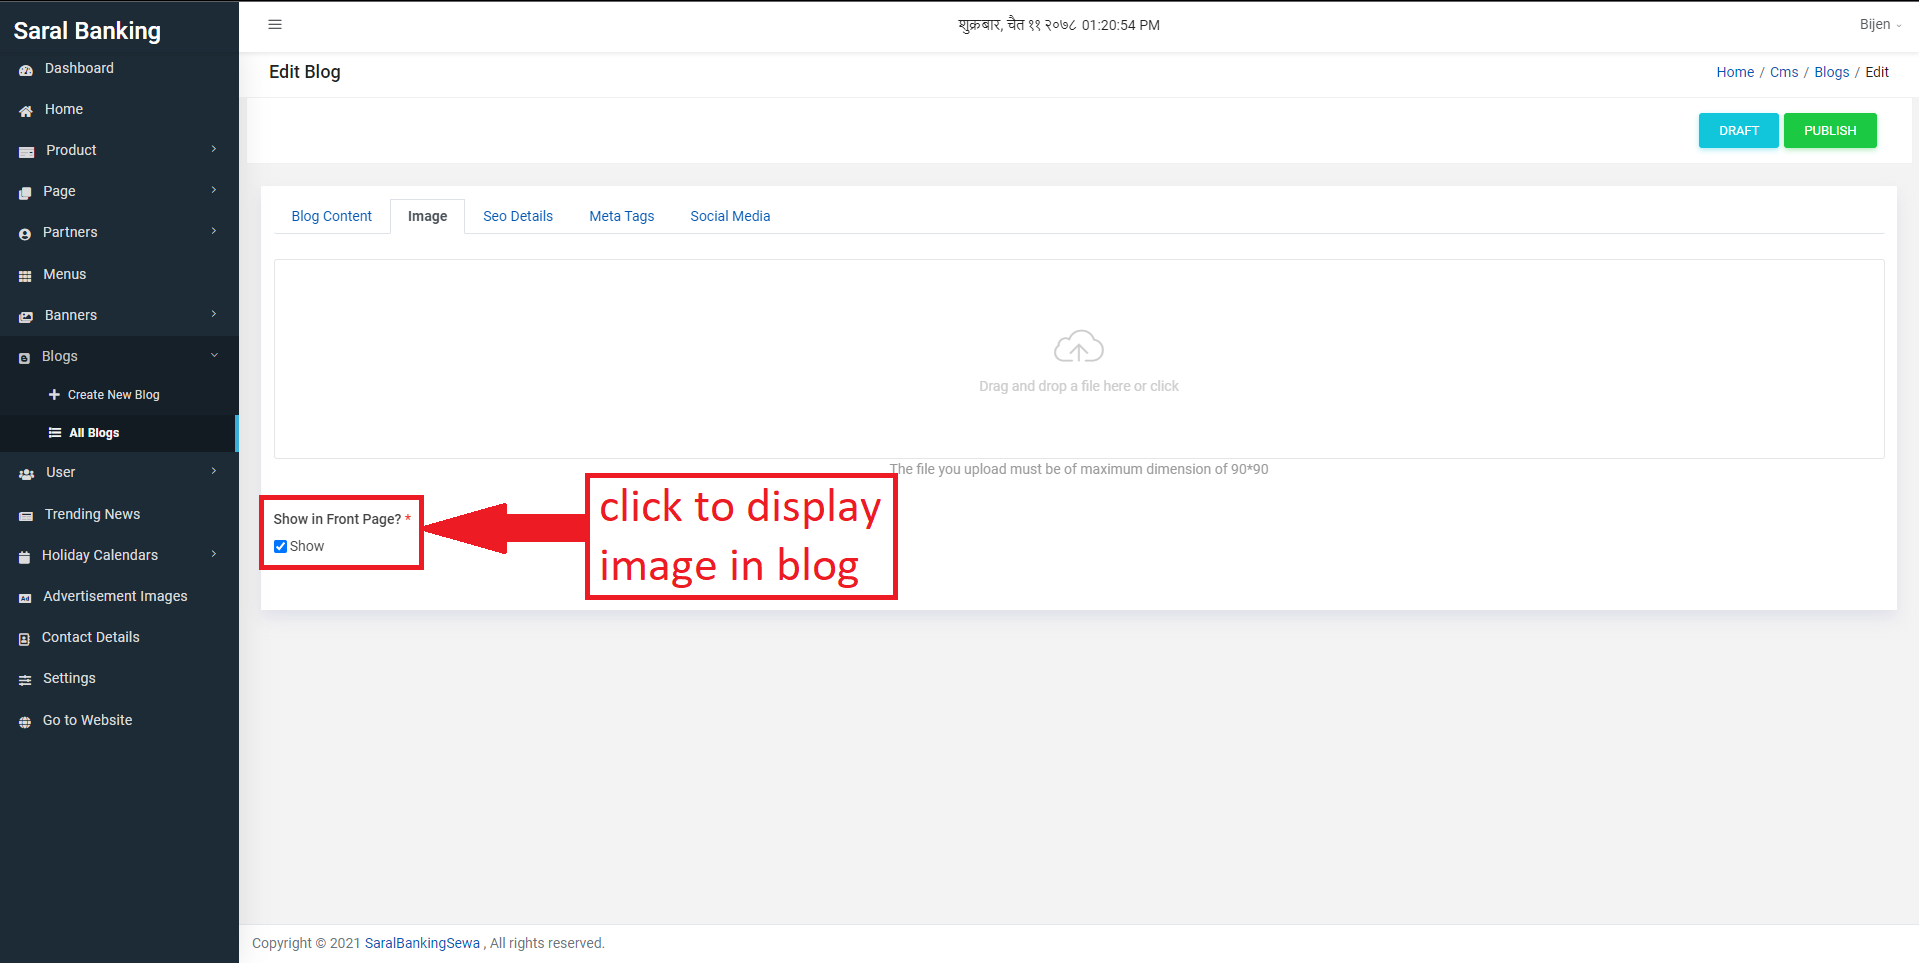 Saral Banking
Dashboard
Home
Product
Page
Partners
Menus
Banners
Blogs
Create New Blog
All Blogs
User
Trending News
Holiday Calendars
Ad
Advertisement Images
Contact Details
Settings
Go to Website
शुक्रबार, चैत ११ २०७८ 01:20:54 PM
Bijen
Edit Blog
Home / Cms / Blogs / Edit
DRAFT PUBLISH
Blog Content Image Seo Details Meta Tags Social Media
Drag and drop a file here or click
The file you upload must be of maximum dimension of 90*90
Show in Front Page? *
Show
click to display
image in blog
Copyright © 2021 SaralBankingSewa , All rights reserved.